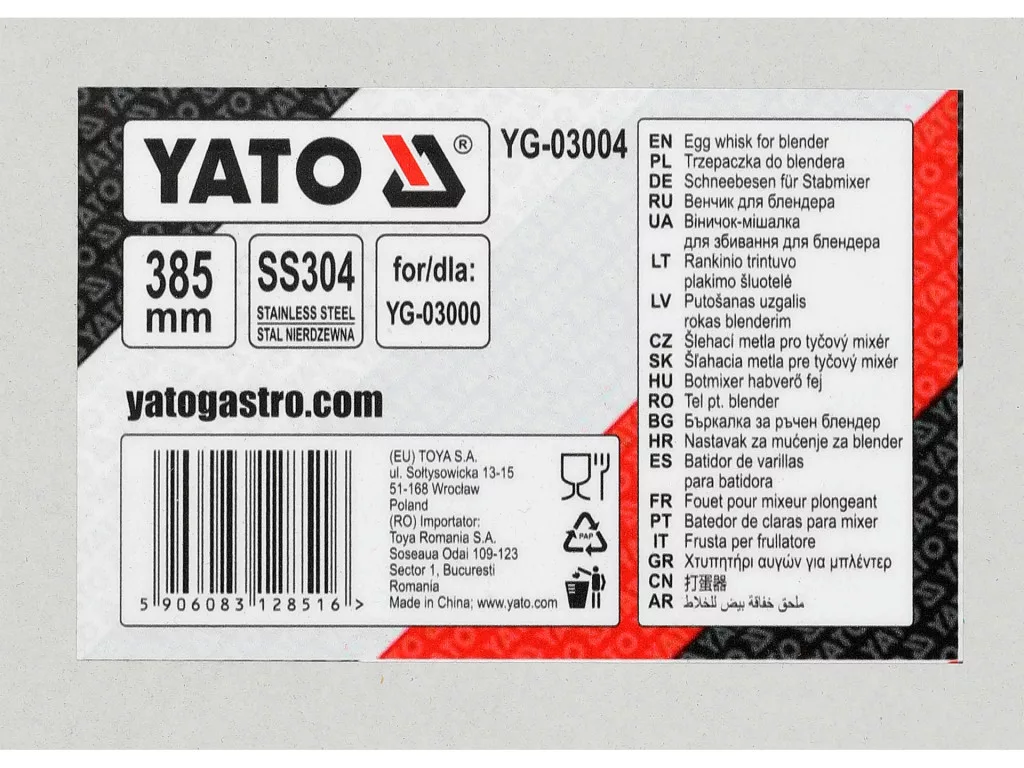 YATO ®
YG-03004
385
mm
SS304
STAINLESS STEEL
STAL NIERDZEWNA
for/dla:
YG-03000
yatogastro.com
5 906083 128516 >
(EU) TOYA S.A.
ul. Sołtysowicka 13-15
51-168 Wrocław
Poland
(RO) Importator:
Toya Romania S.A.
Soseaua Odai 109-123
Sector 1, Bucuresti
Romania
Made in China; www.yato.com
PAP
EN Egg whisk for blender
PL Trzepaczka do blendera
DE Schneebesen für Stabmixer
RU Венчик для блендера
UA Віничок-мішалка
для збивання для блендера
LT Rankinio trintuvo
plakimo šluotelė
LV Putošanas uzgalis
rokas blenderim
CZ Šlehací metla pro tyčový mixér
SK Šľahacia metla pre tyčový mixér
HU Botmixer habverő fej
RO Tel pt. blender
BG Бъркалка за ръчен блендер
HR Nastavak za mućenje za blender
ES Batidor de varillas
para batidora
FR Fouet pour mixeur plongeant
PT Batedor de claras para mixer
IT Frusta per frullatore
GR Χτυπητήρι αυγών για μπλέντερ
CN 打蛋器
AR ملحق خفاقة بيض للخلاط